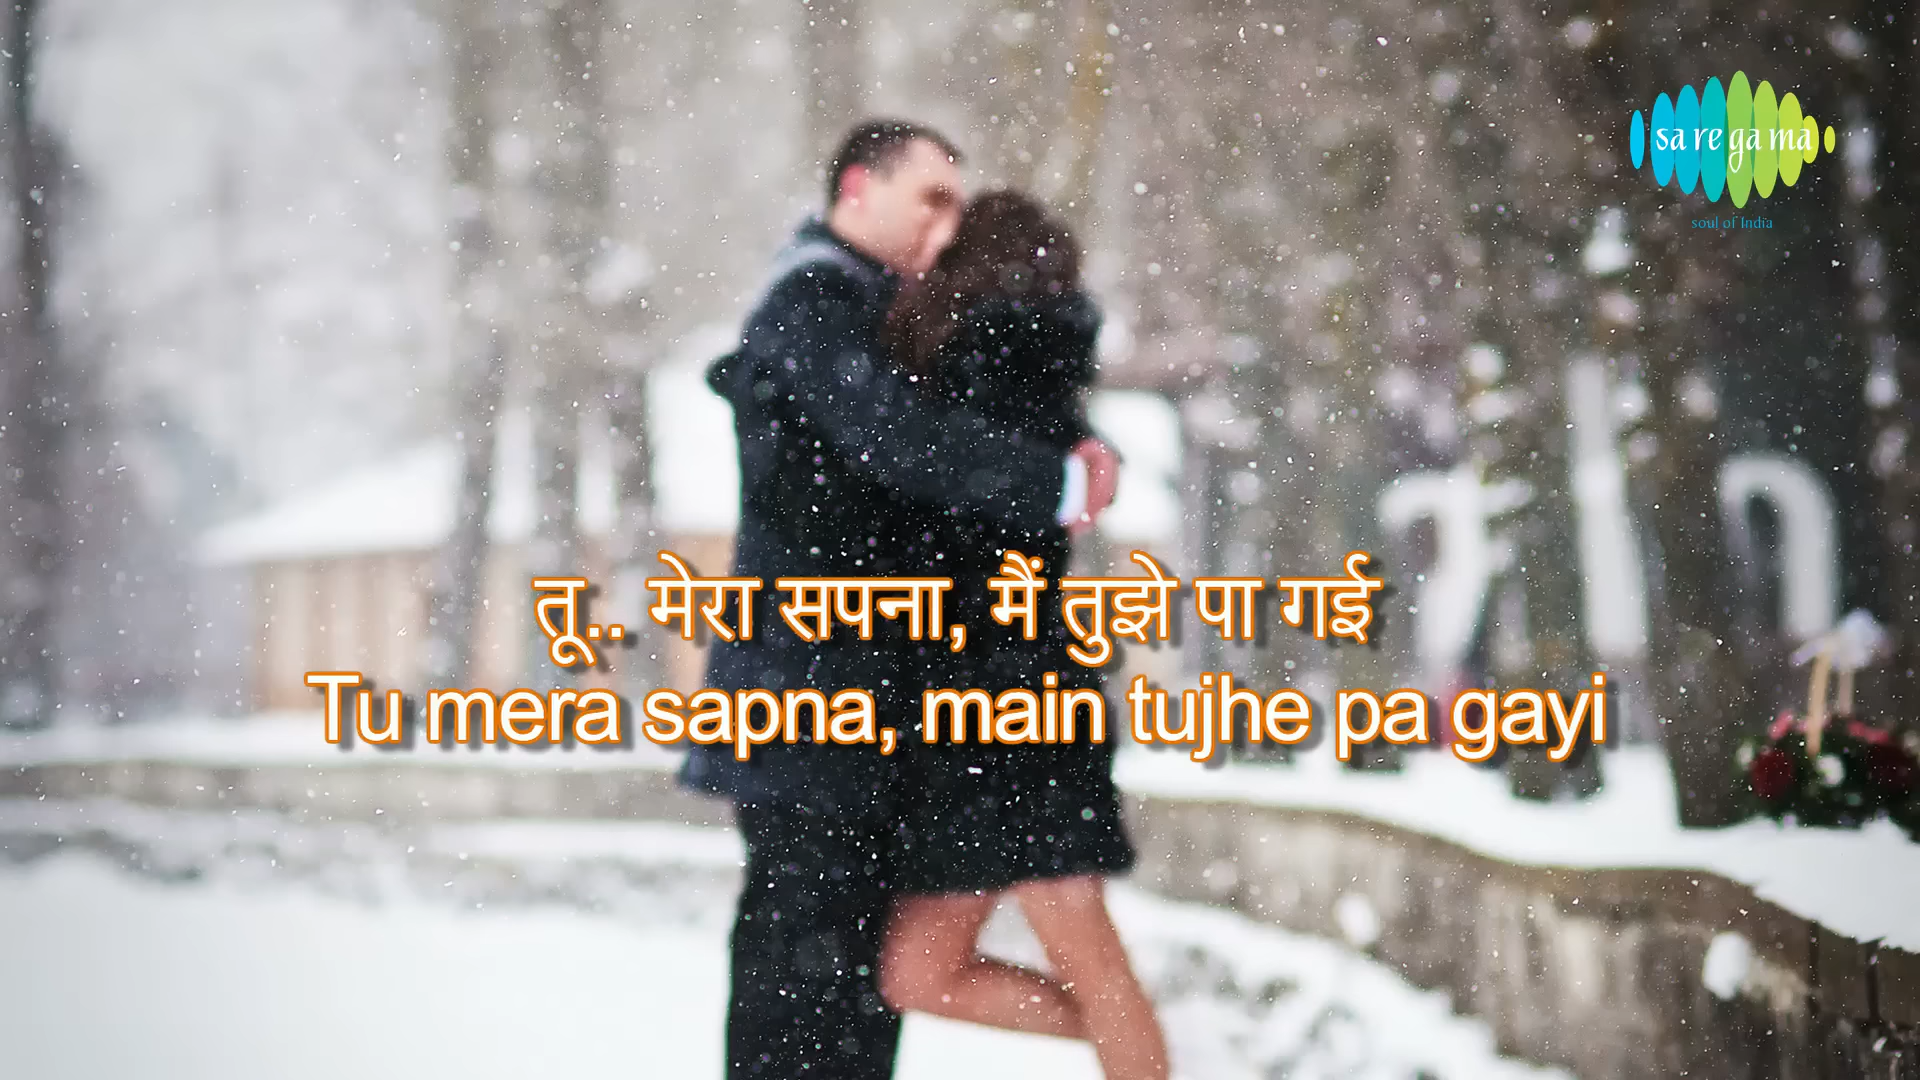 sa re ga ma
soul of India
तू.. मेरा सपना, मैं तुझे पा गई
Tu mera sapna, main tujhe pa gayi